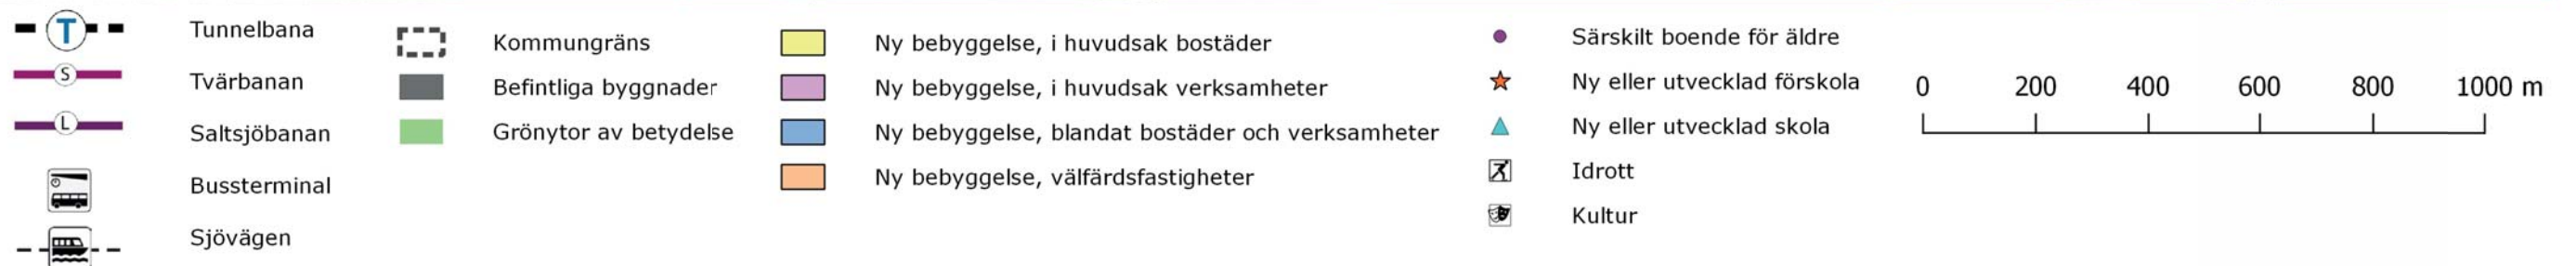 T Tunnelbana
S Tvärbanan
L Saltsjöbanan
Bussterminal
Sjövägen
Kommungräns
Befintliga byggnader
Grönytor av betydelse
Ny bebyggelse, i huvudsak bostäder
Ny bebyggelse, i huvudsak verksamheter
Ny bebyggelse, blandat bostäder och verksamheter
Ny bebyggelse, välfärdsfastigheter
Särskilt boende för äldre
Ny eller utvecklad förskola
Ny eller utvecklad skola
Idrott
Kultur
0 200 400 600 800 1000 m